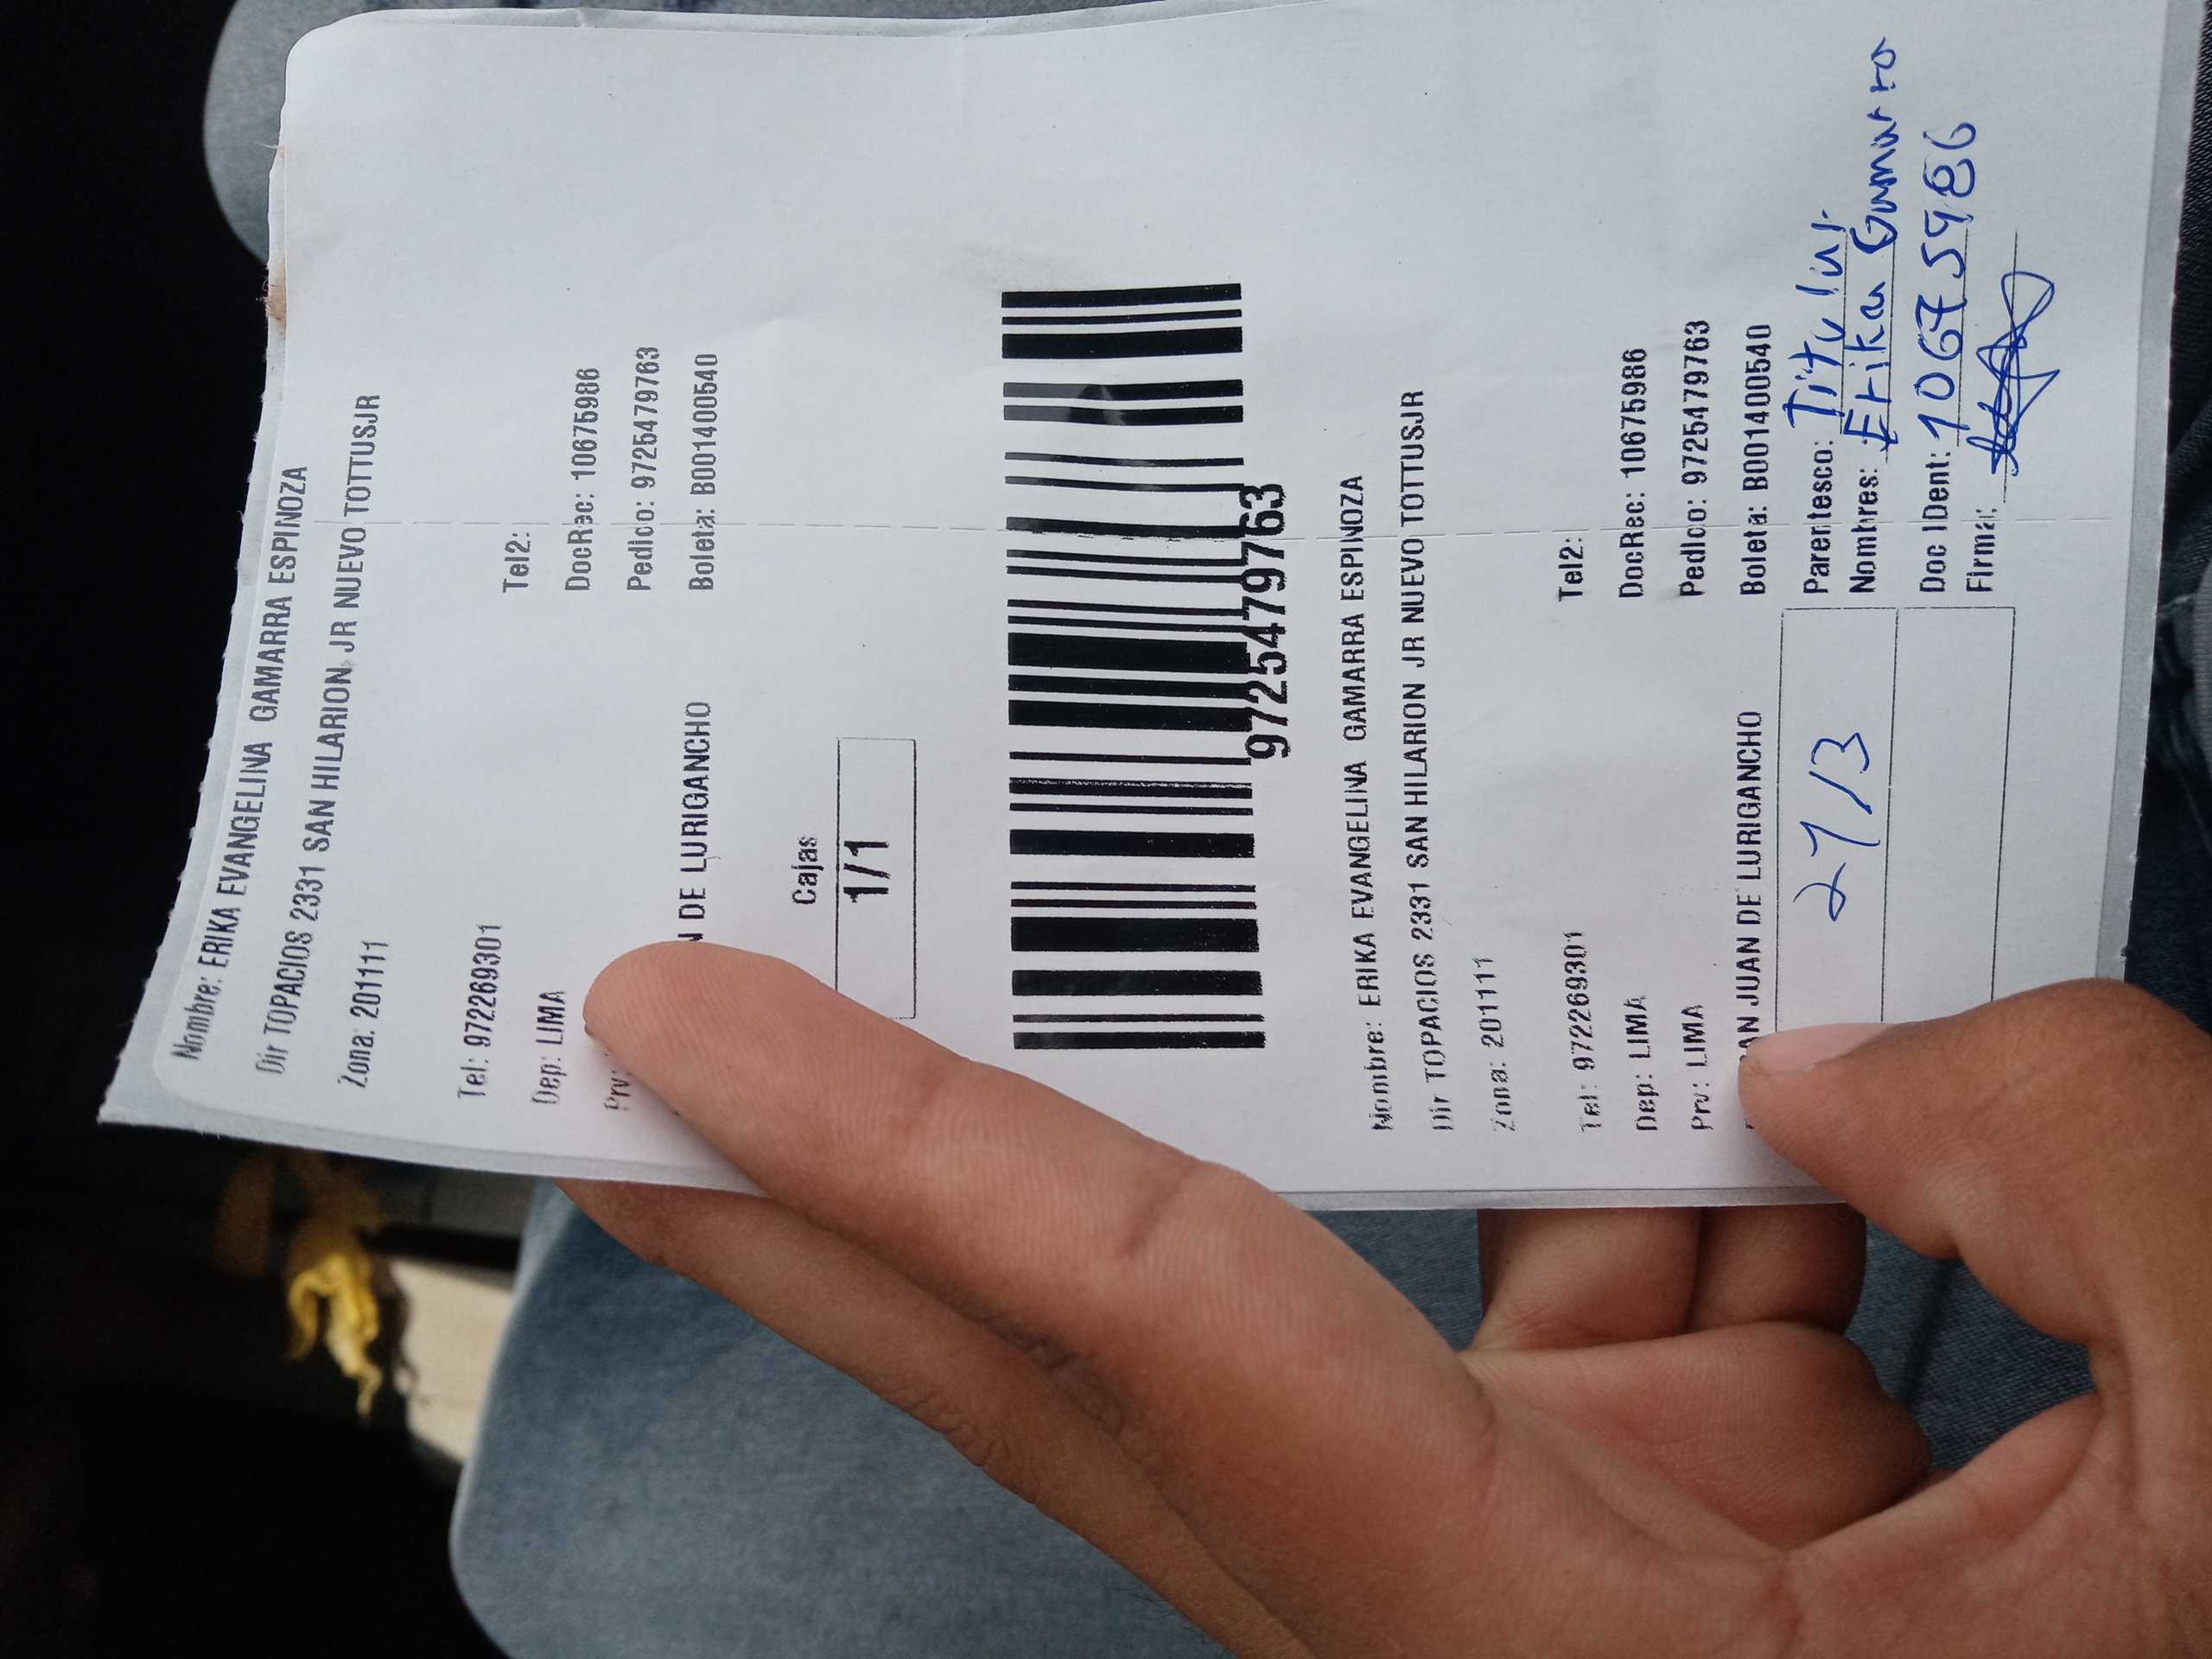 Nombre: ERIKA EVANGELINA GAMARRA ESPINOZA
Dir TOPACIOS 2331 SAN HILARION JR NUEVO TOTTUSJR
Zona: 201111
Tel: 972269301 Tel2:
Dep: LIMA DocRec: 10675986
Prv: Pedido: 9725479763
N DE LURIGANCHO Boleta: B001400540
Cajas
1/1
9725479763
Nombre: ERIKA EVANGELINA GAMARRA ESPINOZA
Dir TOPACIOS 2331 SAN HILARION JR NUEVO TOTTUSJR
Zona: 201111
Tel: 972269301 Tel2:
Dep: LIMA DocRec: 10675986
Prv: LIMA Pedido: 9725479763
AN JUAN DE LURIGANCHO Boleta: B001400540
27/3
Parentesco: Titular
Nombres: Erika Gamarra
Doc IDent: 10675986
Firma: